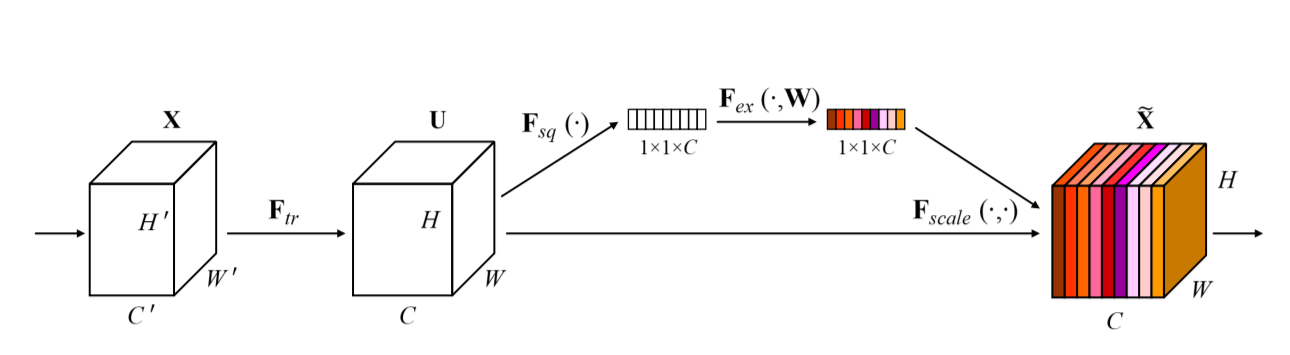 X
H′
W′
C′
F_tr
U
H
W
C
F_sq (·)
1×1×C
F_ex (·,W)
1×1×C
F_scale (·,·)
X̃
H
W
C